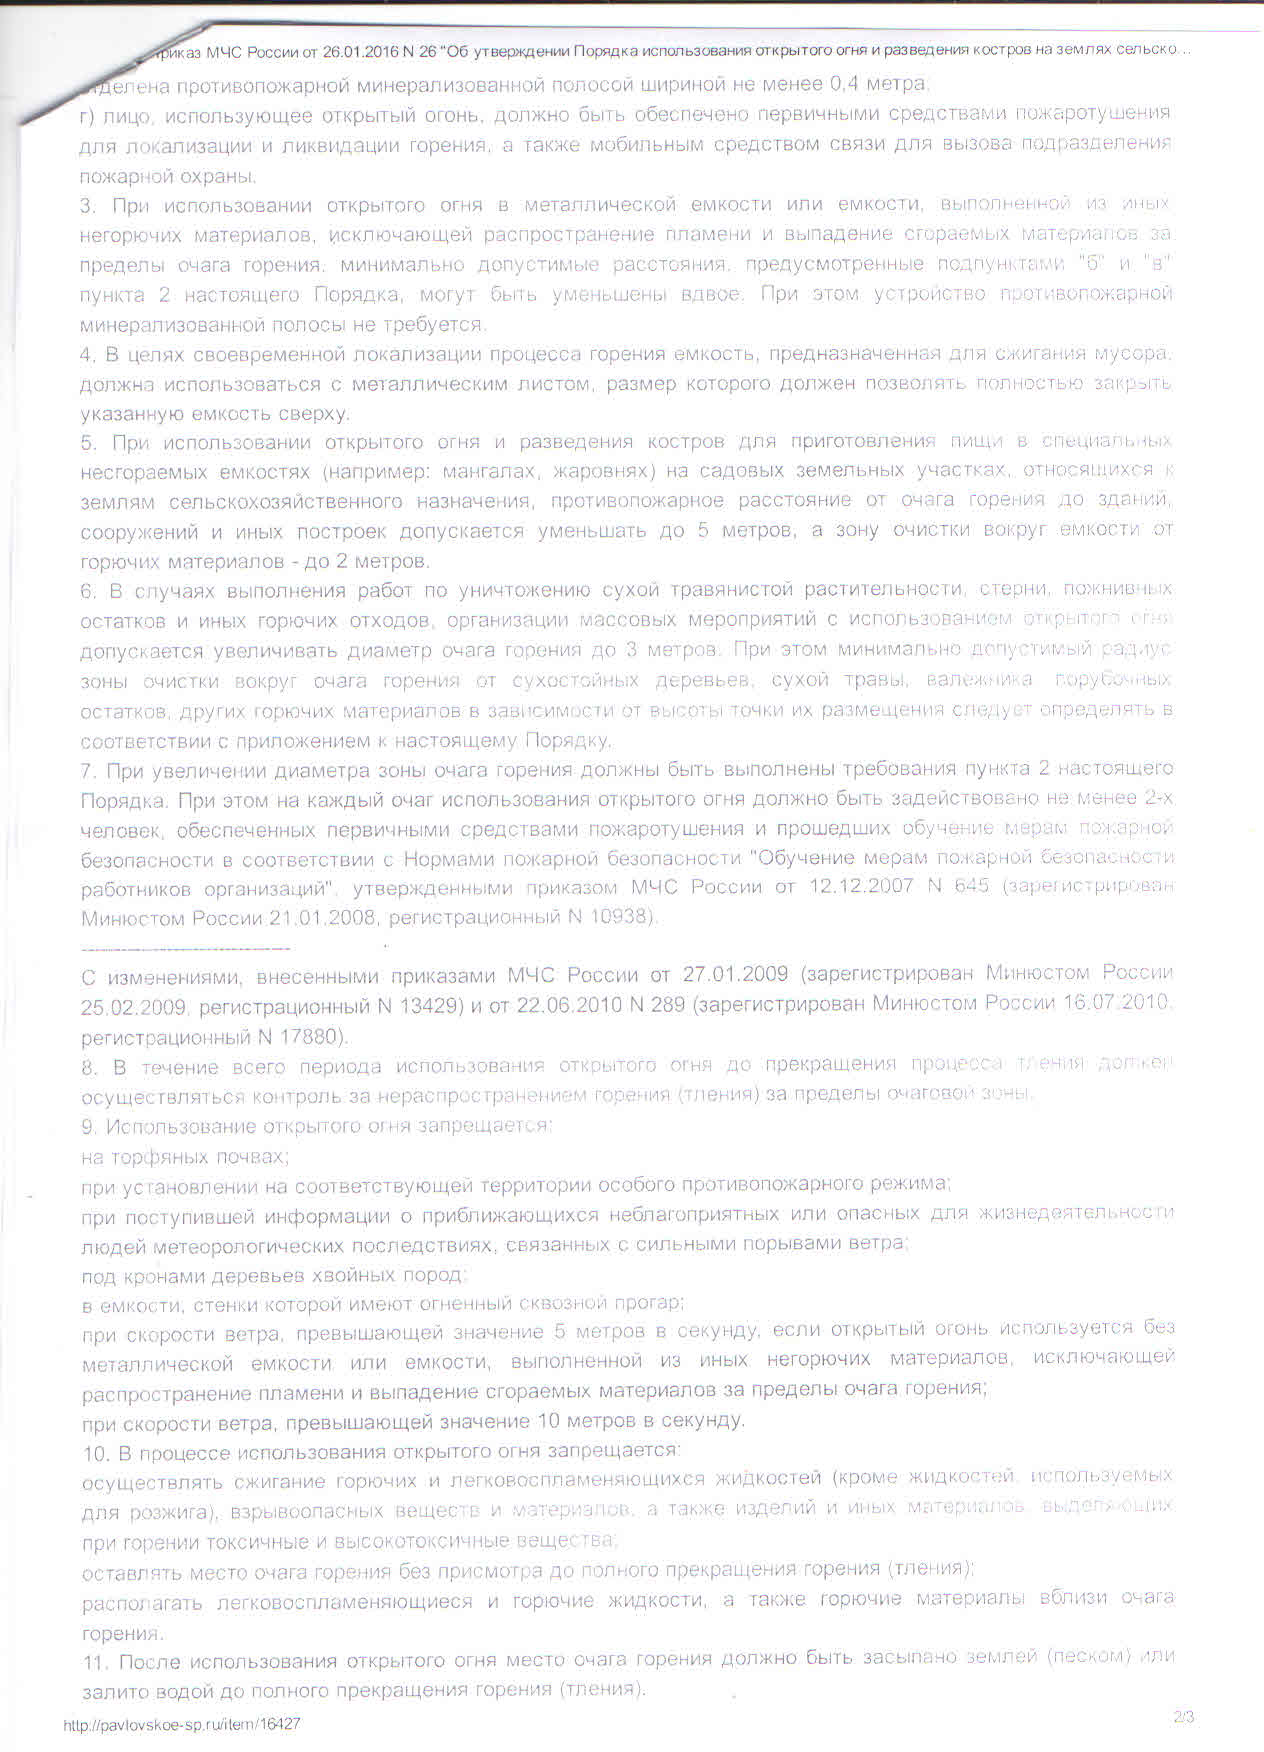 риказ МЧС России от 26.01.2016 N 26 "Об утверждении Порядка использования открытого огня и разведения костров на землях сельско...
делена противопожарной минерализованной полосой шириной не менее 0,4 метра;
г) лицо, использующее открытый огонь, должно быть обеспечено первичными средствами пожаротушения
для локализации и ликвидации горения, а также мобильным средством связи для вызова подразделения
пожарной охраны.
3. При использовании открытого огня в металлической емкости или емкости, выполненной из иных
негорючих материалов, исключающей распространение пламени и выпадение сгораемых материалов за
пределы очага горения, минимально допустимые расстояния, предусмотренные подпунктами "б" и "в"
пункта 2 настоящего Порядка, могут быть уменьшены вдвое. При этом устройство противопожарной
минерализованной полосы не требуется.
4. В целях своевременной локализации процесса горения емкость, предназначенная для сжигания мусора,
должна использоваться с металлическим листом, размер которого должен позволять полностью закрыть
указанную емкость сверху.
5. При использовании открытого огня и разведения костров для приготовления пищи в специальных
несгораемых емкостях (например: мангалах, жаровнях) на садовых земельных участках, относящихся к
землям сельскохозяйственного назначения, противопожарное расстояние от очага горения до зданий,
сооружений и иных построек допускается уменьшать до 5 метров, а зону очистки вокруг емкости от
горючих материалов - до 2 метров.
6. В случаях выполнения работ по уничтожению сухой травянистой растительности, стерни, пожнивных
остатков и иных горючих отходов, организации массовых мероприятий с использованием открытого огня
допускается увеличивать диаметр очага горения до 3 метров. При этом минимально допустимый радиус
зоны очистки вокруг очага горения от сухостойных деревьев, сухой травы, валежника, порубочных
остатков, других горючих материалов в зависимости от высоты точки их размещения следует определять в
соответствии с приложением к настоящему Порядку.
7. При увеличении диаметра зоны очага горения должны быть выполнены требования пункта 2 настоящего
Порядка. При этом на каждый очаг использования открытого огня должно быть задействовано не менее 2-х
человек, обеспеченных первичными средствами пожаротушения и прошедших обучение мерам пожарной
безопасности в соответствии с Нормами пожарной безопасности "Обучение мерам пожарной безопасности
работников организаций", утвержденными приказом МЧС России от 12.12.2007 N 645 (зарегистрирован
Минюстом России 21.01.2008, регистрационный N 10938).
------------------------------
С изменениями, внесенными приказами МЧС России от 27.01.2009 (зарегистрирован Минюстом России
25.02.2009, регистрационный N 13429) и от 22.06.2010 N 289 (зарегистрирован Минюстом России 16.07.2010,
регистрационный N 17880).
8. В течение всего периода использования открытого огня до прекращения процесса тления должен
осуществляться контроль за нераспространением горения (тления) за пределы очаговой зоны.
9. Использование открытого огня запрещается:
на торфяных почвах;
при установлении на соответствующей территории особого противопожарного режима;
при поступившей информации о приближающихся неблагоприятных или опасных для жизнедеятельности
людей метеорологических последствиях, связанных с сильными порывами ветра;
под кронами деревьев хвойных пород;
в емкости, стенки которой имеют огненный сквозной прогар;
при скорости ветра, превышающей значение 5 метров в секунду, если открытый огонь используется без
металлической емкости или емкости, выполненной из иных негорючих материалов, исключающей
распространение пламени и выпадение сгораемых материалов за пределы очага горения;
при скорости ветра, превышающей значение 10 метров в секунду.
10. В процессе использования открытого огня запрещается:
осуществлять сжигание горючих и легковоспламеняющихся жидкостей (кроме жидкостей, используемых
для розжига), взрывоопасных веществ и материалов, а также изделий и иных материалов, выделяющих
при горении токсичные и высокотоксичные вещества;
оставлять место очага горения без присмотра до полного прекращения горения (тления);
располагать легковоспламеняющиеся и горючие жидкости, а также горючие материалы вблизи очага
горения.
11. После использования открытого огня место очага горения должно быть засыпано землей (песком) или
залито водой до полного прекращения горения (тления).
http://pavlovskoe-sp.ru/item/16427
2/3